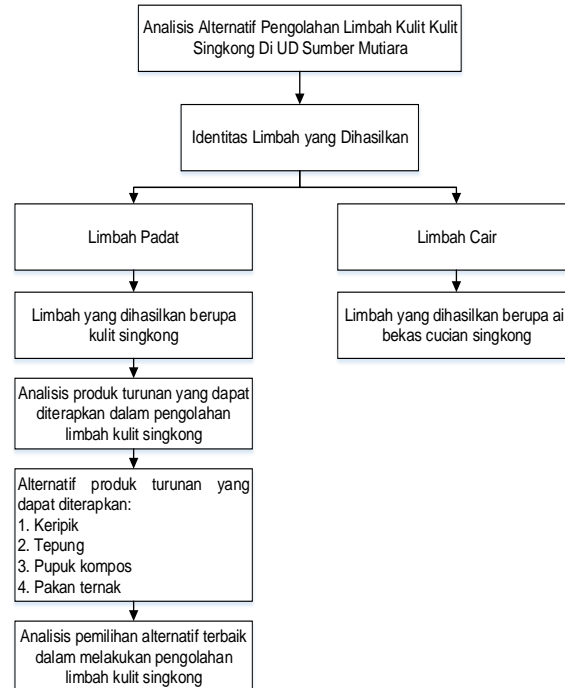 Analisis Alternatif Pengolahan Limbah Kulit Kulit
Singkong Di UD Sumber Mutiara
Identitas Limbah yang Dihasilkan
Limbah Padat
Limbah Cair
Limbah yang dihasilkan berupa
kulit singkong
Limbah yang dihasilkan berupa ai
bekas cucian singkong
Analisis produk turunan yang dapat
diterapkan dalam pengolahan
limbah kulit singkong
Alternatif produk turunan yang
dapat diterapkan:
1. Keripik
2. Tepung
3. Pupuk kompos
4. Pakan ternak
Analisis pemilihan alternatif terbaik
dalam melakukan pengolahan
limbah kulit singkong